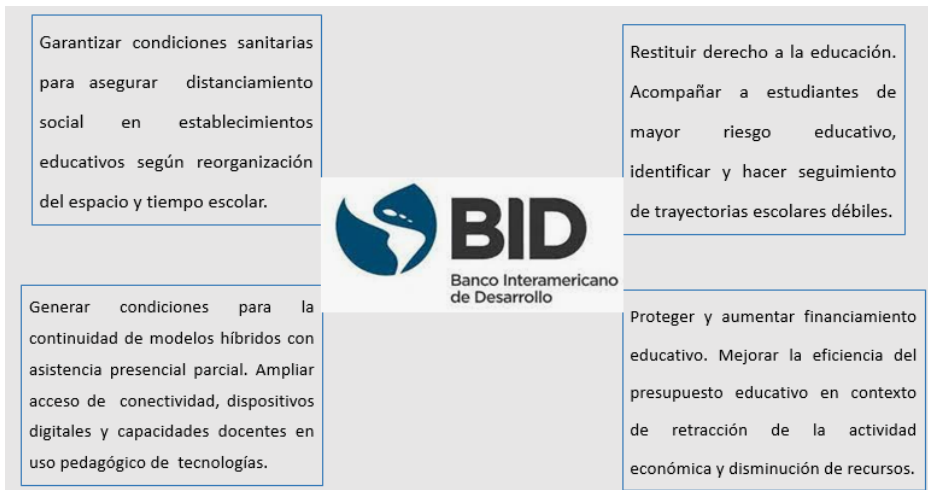 Garantizar condiciones sanitarias
para asegurar distanciamiento
social en establecimientos
educativos según reorganización
del espacio y tiempo escolar.
Restituir derecho a la educación.
Acompañar a estudiantes de
mayor riesgo educativo,
identificar y hacer seguimiento
de trayectorias escolares débiles.
BID
Banco Interamericano
de Desarrollo
Generar condiciones para la
continuidad de modelos híbridos con
asistencia presencial parcial. Ampliar
acceso de conectividad, dispositivos
digitales y capacidades docentes en
uso pedagógico de tecnologías.
Proteger y aumentar financiamiento
educativo. Mejorar la eficiencia del
presupuesto educativo en contexto
de retracción de la actividad
económica y disminución de recursos.